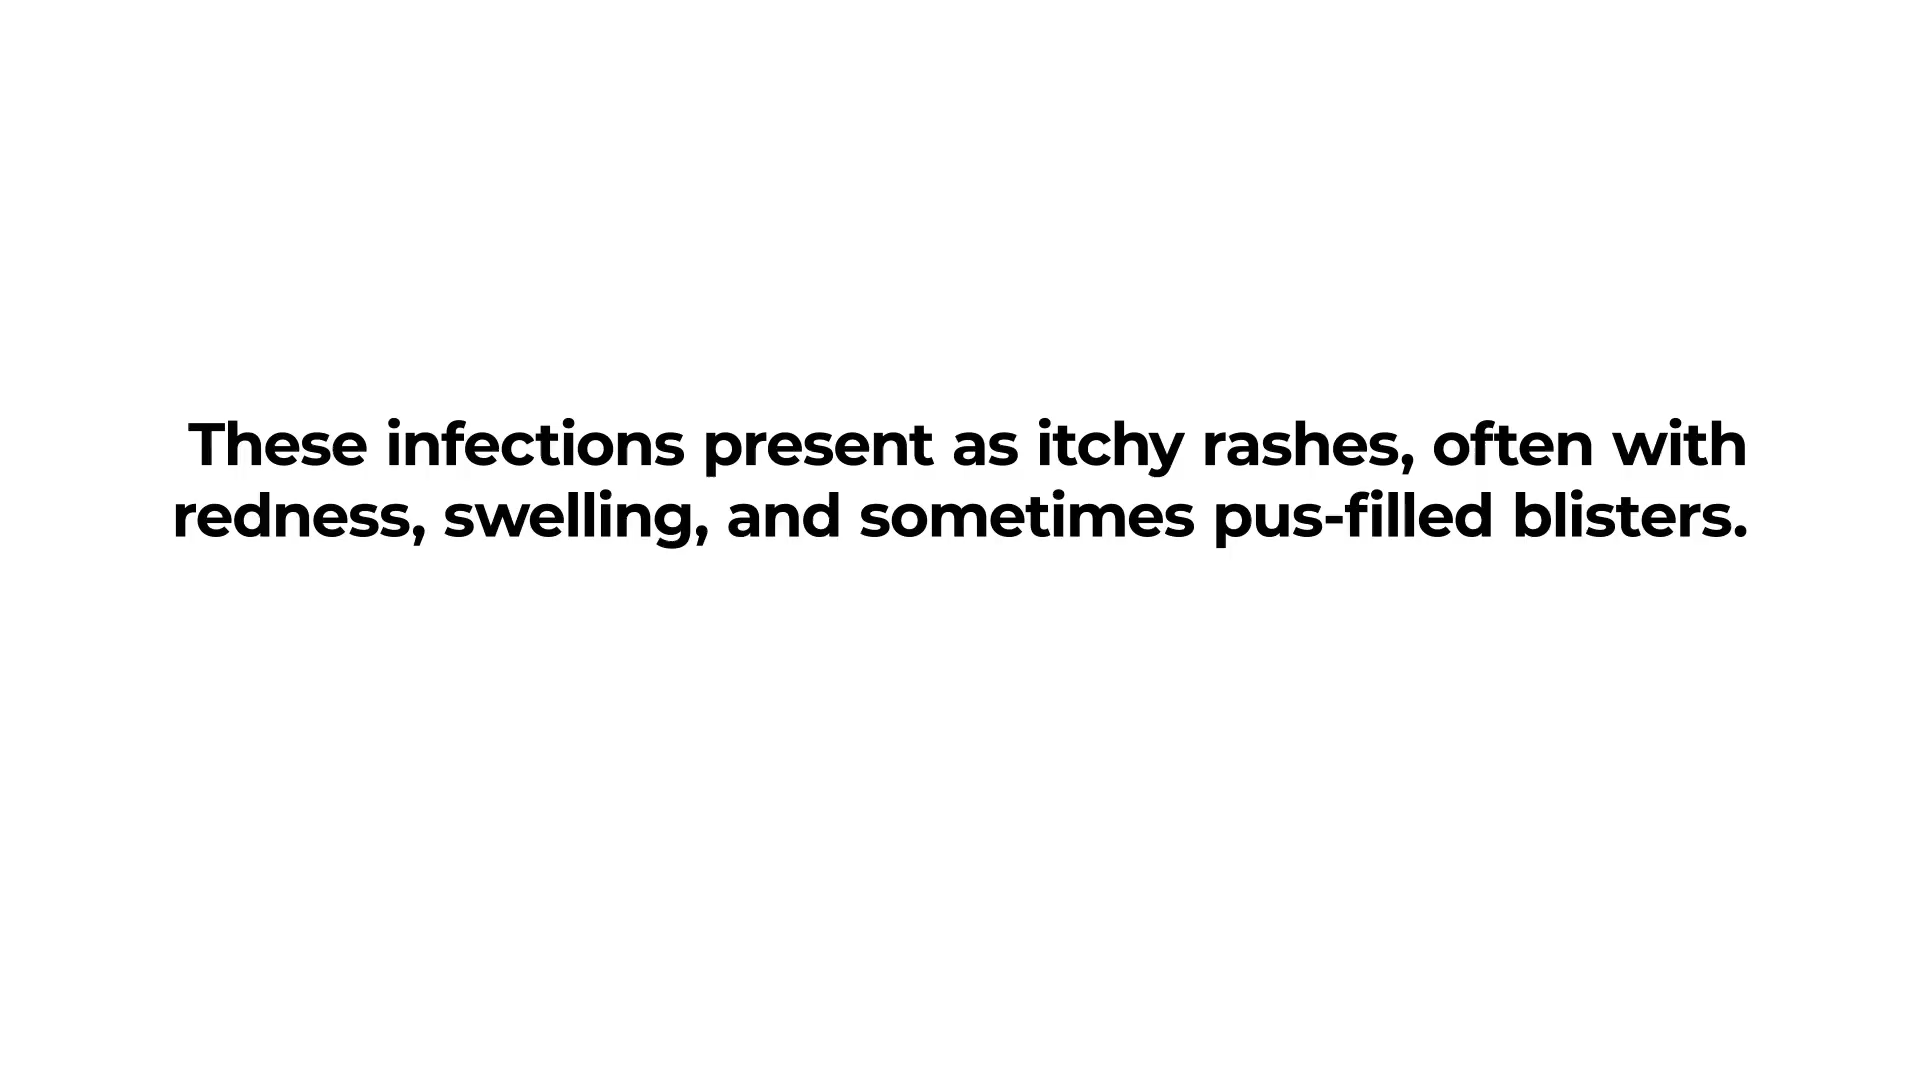 These infections present as itchy rashes, often with
redness, swelling, and sometimes pus-filled blisters.